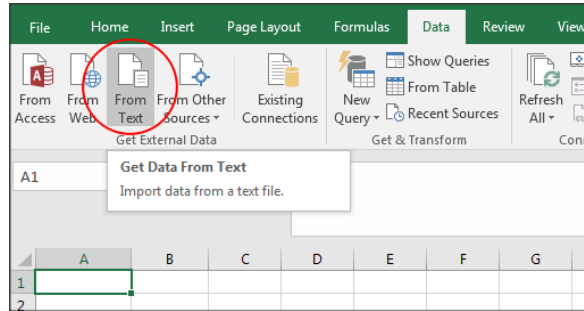 File Home Insert Page Layout Formulas Data Review View
From Access
From Web
From Text
From Other Sources
Existing Connections
New Query
Show Queries
From Table
Recent Sources
Refresh All
Get External Data
Get & Transform
Con
Get Data From Text
Import data from a text file.
A1
A B C D E F G
1
2